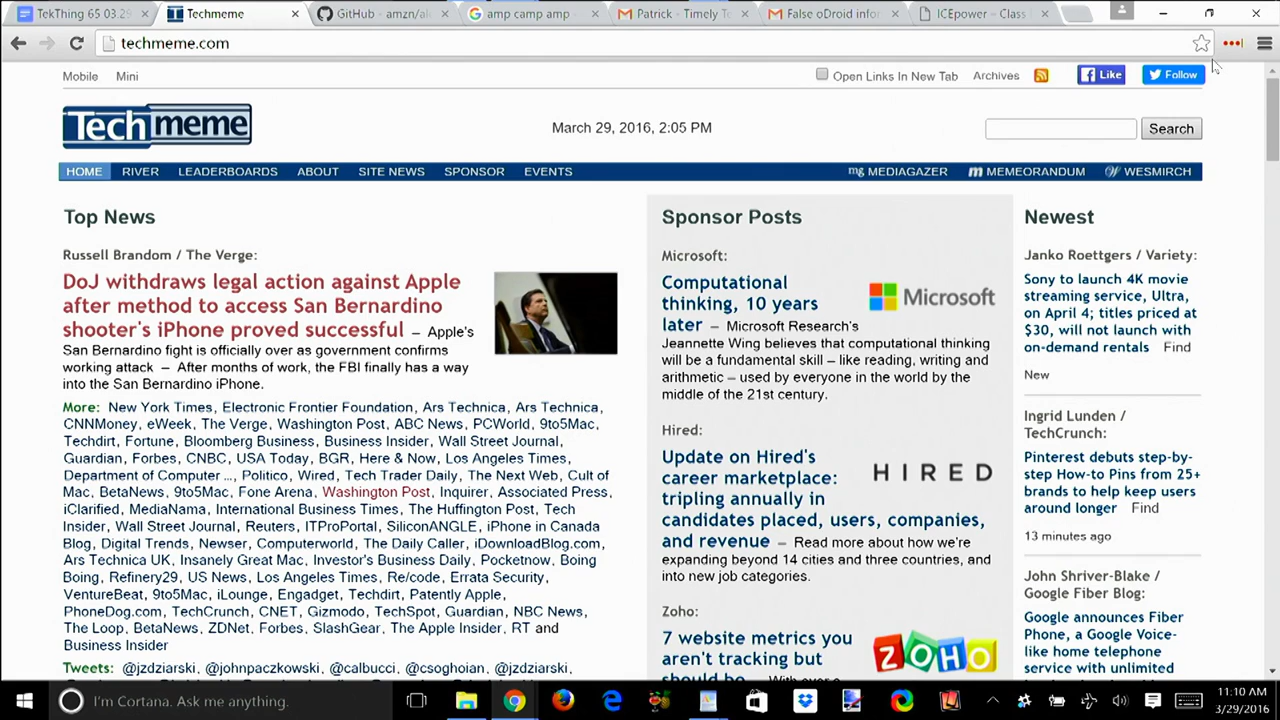 TekThing 65 03.29
Techmeme
GitHub - amzn/al
amp camp amp
Patrick - Timely Te
False oDroid infor
ICEpower – Class
techmeme.com
Mobile Mini
Open Links In New Tab Archives Like Follow
Techmeme
March 29, 2016, 2:05 PM
Search
HOME RIVER LEADERBOARDS ABOUT SITE NEWS SPONSOR EVENTS
mg MEDIAGAZER m MEMEORANDUM W WESMIRCH
Top News
Russell Brandom / The Verge:
DoJ withdraws legal action against Apple
after method to access San Bernardino
shooter's iPhone proved successful – Apple's
San Bernardino fight is officially over as government confirms
working attack – After months of work, the FBI finally has a way
into the San Bernardino iPhone.
More: New York Times, Electronic Frontier Foundation, Ars Technica, Ars Technica,
CNNMoney, eWeek, The Verge, Washington Post, ABC News, PCWorld, 9to5Mac,
Techdirt, Fortune, Bloomberg Business, Business Insider, Wall Street Journal,
Guardian, Forbes, CNBC, USA Today, BGR, Here & Now, Los Angeles Times,
Department of Computer ..., Politico, Wired, Tech Trader Daily, The Next Web, Cult of
Mac, BetaNews, 9to5Mac, Fone Arena, Washington Post, Inquirer, Associated Press,
iClarified, MediaNama, International Business Times, The Huffington Post, Tech
Insider, Wall Street Journal, Reuters, ITProPortal, SiliconANGLE, iPhone in Canada
Blog, Digital Trends, Newser, Computerworld, The Daily Caller, iDownloadBlog.com,
Ars Technica UK, Insanely Great Mac, Investor's Business Daily, Pocketnow, Boing
Boing, Refinery29, US News, Los Angeles Times, Re/code, Errata Security,
VentureBeat, 9to5Mac, iLounge, Engadget, Techdirt, Patently Apple,
PhoneDog.com, TechCrunch, CNET, Gizmodo, TechSpot, Guardian, NBC News,
The Loop, BetaNews, ZDNet, Forbes, SlashGear, The Apple Insider, RT and
Business Insider
Tweets: @jzdziarski, @johnpaczkowski, @calbucci, @csoghoian, @jzdziarski,
Sponsor Posts
Microsoft:
Computational
thinking, 10 years
later – Microsoft Research's
Jeannette Wing believes that computational thinking
will be a fundamental skill – like reading, writing and
arithmetic – used by everyone in the world by the
middle of the 21st century.
Microsoft
Hired:
Update on Hired's
career marketplace:
tripling annually in
candidates placed, users, companies,
and revenue – Read more about how we're
expanding beyond 14 cities and three countries, and
into new job categories.
HIRED
Zoho:
7 website metrics you
aren't tracking but
should be
ZOHO
Newest
Janko Roettgers / Variety:
Sony to launch 4K movie
streaming service, Ultra,
on April 4; titles priced at
$30, will not launch with
on-demand rentals Find
New
Ingrid Lunden /
TechCrunch:
Pinterest debuts step-by-
step How-to Pins from 25+
brands to help keep users
around longer Find
13 minutes ago
John Shriver-Blake /
Google Fiber Blog:
Google announces Fiber
Phone, a Google Voice-
like home telephone
service with unlimited
I'm Cortana. Ask me anything.
11:10 AM
3/29/2016